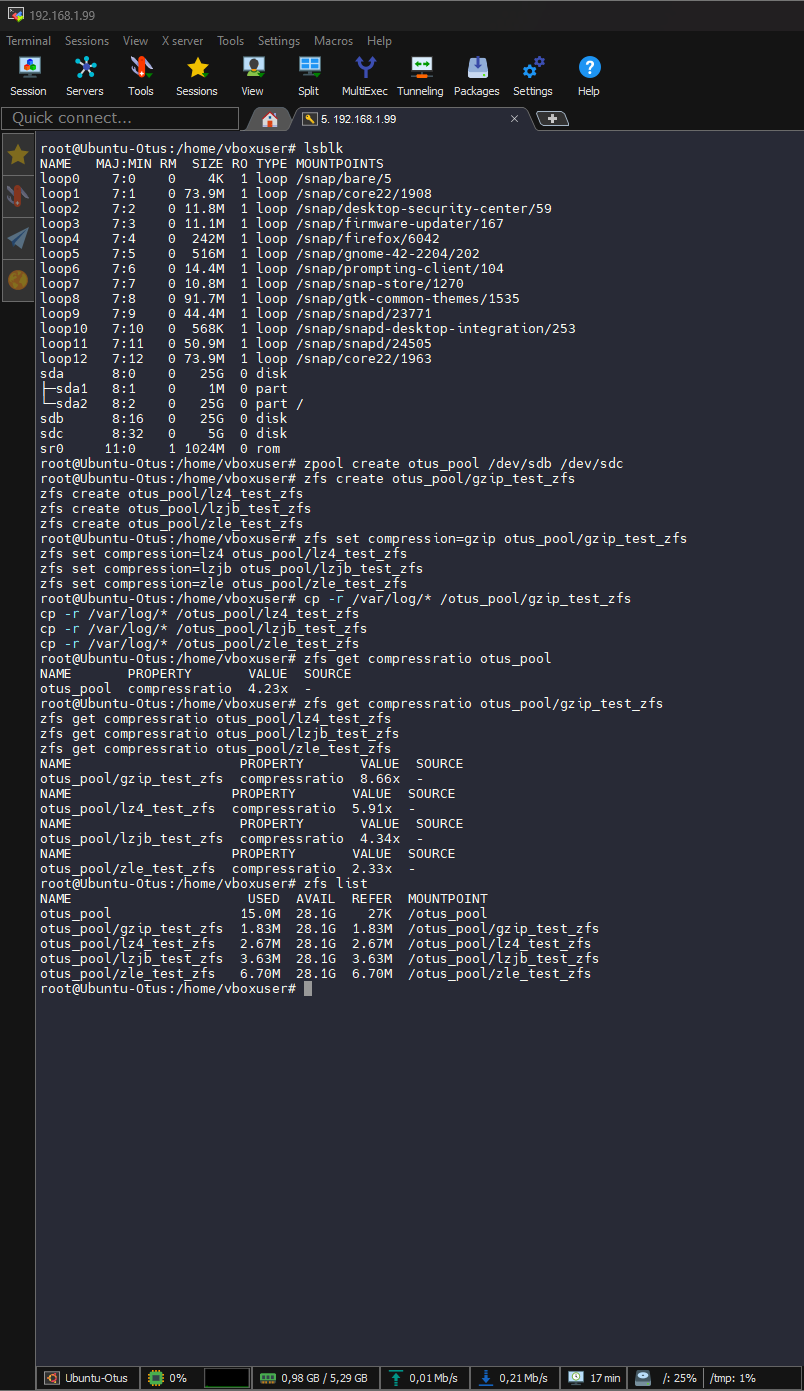 192.168.1.99
Terminal Sessions View X server Tools Settings Macros Help
Session Servers Tools Sessions View Split MultiExec Tunneling Packages Settings Help
Quick connect... 5. 192.168.1.99
root@Ubuntu-Otus:/home/vboxuser# lsblk
NAME   MAJ:MIN RM   SIZE RO TYPE MOUNTPOINTS
loop0    7:0    0     4K  1 loop /snap/bare/5
loop1    7:1    0  73.9M  1 loop /snap/core22/1908
loop2    7:2    0  11.8M  1 loop /snap/desktop-security-center/59
loop3    7:3    0  11.1M  1 loop /snap/firmware-updater/167
loop4    7:4    0   242M  1 loop /snap/firefox/6042
loop5    7:5    0   516M  1 loop /snap/gnome-42-2204/202
loop6    7:6    0  14.4M  1 loop /snap/prompting-client/104
loop7    7:7    0  10.8M  1 loop /snap/snap-store/1270
loop8    7:8    0  91.7M  1 loop /snap/gtk-common-themes/1535
loop9    7:9    0  44.4M  1 loop /snap/snapd/23771
loop10   7:10   0   568K  1 loop /snap/snapd-desktop-integration/253
loop11   7:11   0  50.9M  1 loop /snap/snapd/24505
loop12   7:12   0  73.9M  1 loop /snap/core22/1963
sda      8:0    0    25G  0 disk
├─sda1   8:1    0     1M  0 part
└─sda2   8:2    0    25G  0 part /
sdb      8:16   0    25G  0 disk
sdc      8:32   0     5G  0 disk
sr0     11:0    1  1024M  0 rom
root@Ubuntu-Otus:/home/vboxuser# zpool create otus_pool /dev/sdb /dev/sdc
root@Ubuntu-Otus:/home/vboxuser# zfs create otus_pool/gzip_test_zfs
zfs create otus_pool/lz4_test_zfs
zfs create otus_pool/lzjb_test_zfs
zfs create otus_pool/zle_test_zfs
root@Ubuntu-Otus:/home/vboxuser# zfs set compression=gzip otus_pool/gzip_test_zfs
zfs set compression=lz4 otus_pool/lz4_test_zfs
zfs set compression=lzjb otus_pool/lzjb_test_zfs
zfs set compression=zle otus_pool/zle_test_zfs
root@Ubuntu-Otus:/home/vboxuser# cp -r /var/log/* /otus_pool/gzip_test_zfs
cp -r /var/log/* /otus_pool/lz4_test_zfs
cp -r /var/log/* /otus_pool/lzjb_test_zfs
cp -r /var/log/* /otus_pool/zle_test_zfs
root@Ubuntu-Otus:/home/vboxuser# zfs get compressratio otus_pool
NAME       PROPERTY       VALUE  SOURCE
otus_pool  compressratio  4.23x  -
root@Ubuntu-Otus:/home/vboxuser# zfs get compressratio otus_pool/gzip_test_zfs
zfs get compressratio otus_pool/lz4_test_zfs
zfs get compressratio otus_pool/lzjb_test_zfs
zfs get compressratio otus_pool/zle_test_zfs
NAME                     PROPERTY       VALUE  SOURCE
otus_pool/gzip_test_zfs  compressratio  8.66x  -
NAME                    PROPERTY       VALUE  SOURCE
otus_pool/lz4_test_zfs  compressratio  5.91x  -
NAME                     PROPERTY       VALUE  SOURCE
otus_pool/lzjb_test_zfs  compressratio  4.34x  -
NAME                    PROPERTY       VALUE  SOURCE
otus_pool/zle_test_zfs  compressratio  2.33x  -
root@Ubuntu-Otus:/home/vboxuser# zfs list
NAME                      USED  AVAIL  REFER  MOUNTPOINT
otus_pool                15.0M  28.1G    27K  /otus_pool
otus_pool/gzip_test_zfs  1.83M  28.1G  1.83M  /otus_pool/gzip_test_zfs
otus_pool/lz4_test_zfs   2.67M  28.1G  2.67M  /otus_pool/lz4_test_zfs
otus_pool/lzjb_test_zfs  3.63M  28.1G  3.63M  /otus_pool/lzjb_test_zfs
otus_pool/zle_test_zfs   6.70M  28.1G  6.70M  /otus_pool/zle_test_zfs
root@Ubuntu-Otus:/home/vboxuser#
Ubuntu-Otus 0% 0,98 GB / 5,29 GB 0,01 Mb/s 0,21 Mb/s 17 min /: 25% /tmp: 1%